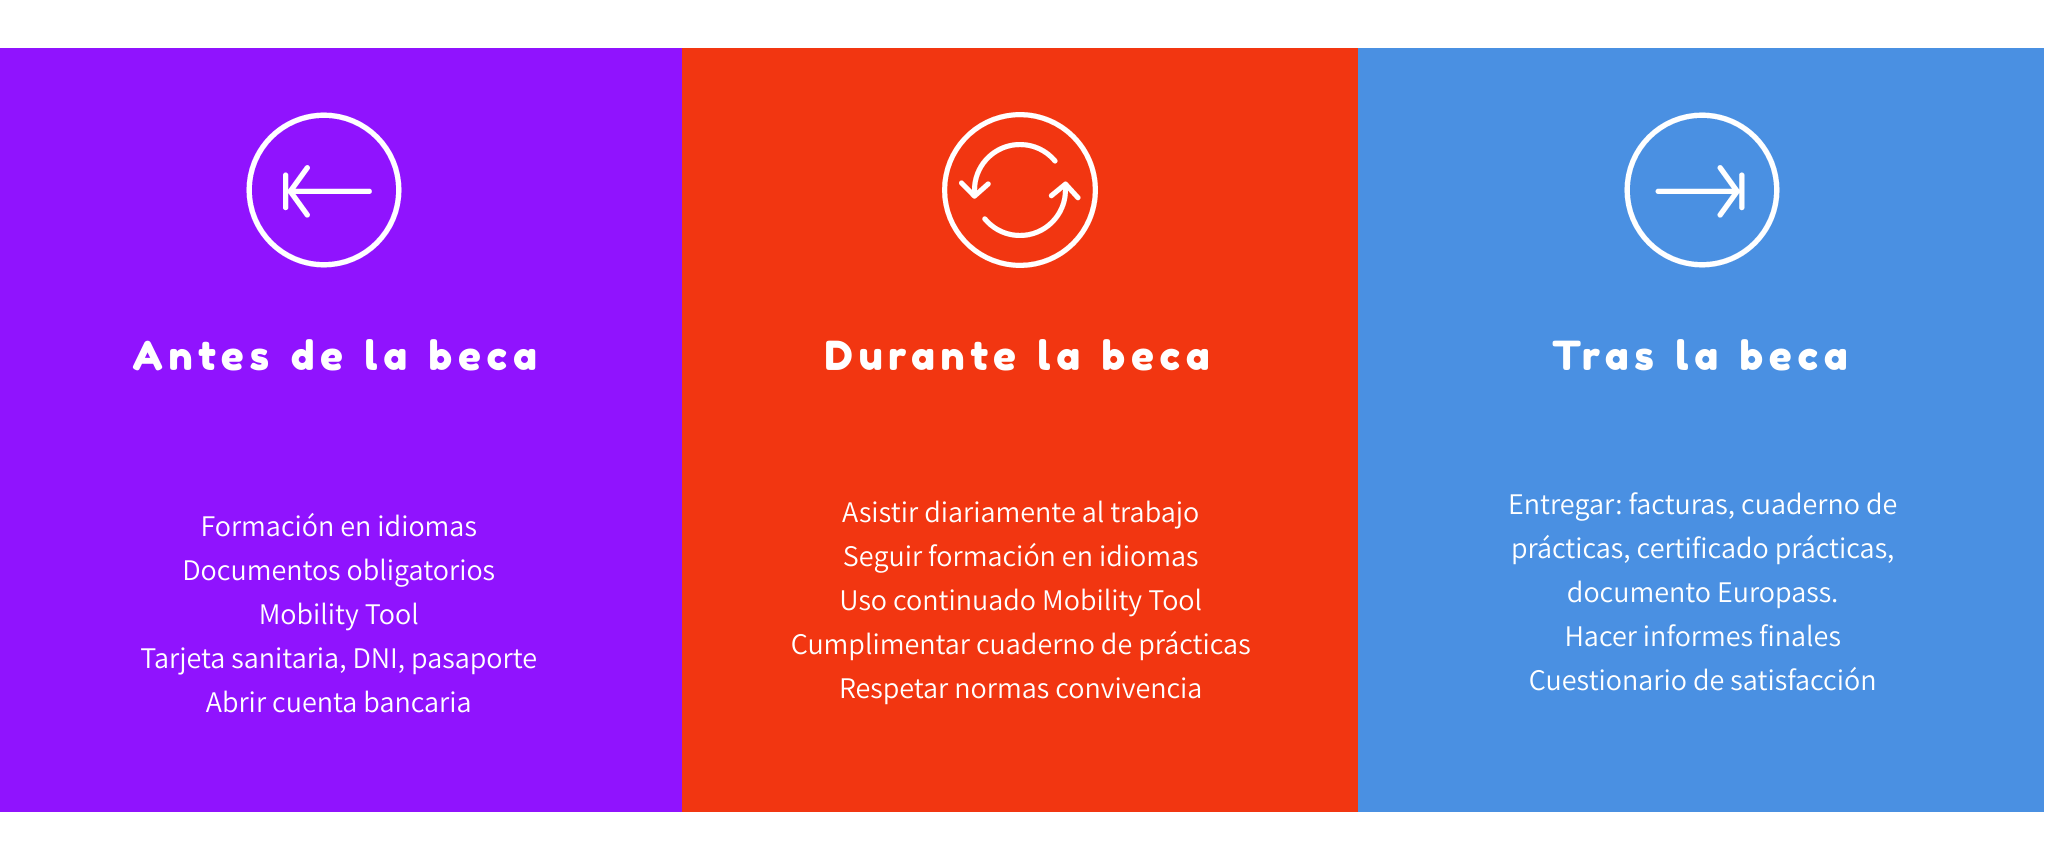 Antes de la beca
Formación en idiomas
Documentos obligatorios
Mobility Tool
Tarjeta sanitaria, DNI, pasaporte
Abrir cuenta bancaria
Durante la beca
Asistir diariamente al trabajo
Seguir formación en idiomas
Uso continuado Mobility Tool
Cumplimentar cuaderno de prácticas
Respetar normas convivencia
Tras la beca
Entregar: facturas, cuaderno de
prácticas, certificado prácticas,
documento Europass.
Hacer informes finales
Cuestionario de satisfacción